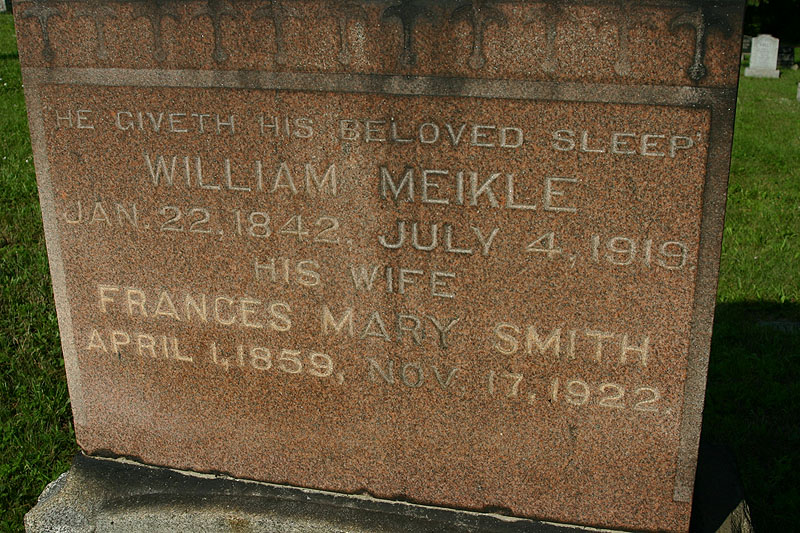 HE GIVETH HIS BELOVED SLEEP
WILLIAM MEIKLE
JAN. 22, 1842, JULY 4, 1919
HIS WIFE
FRANCES MARY SMITH
APRIL 1, 1859, NOV 17, 1922.